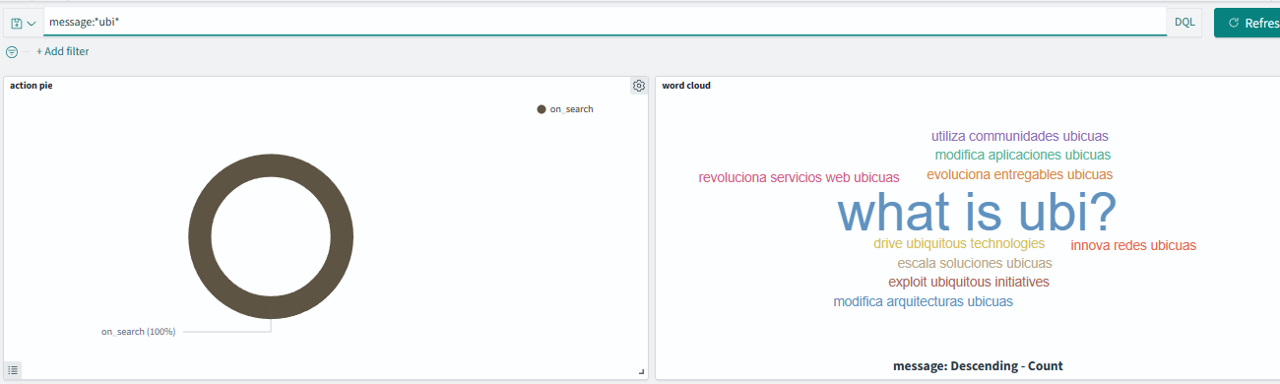 message:*ubi*
DQL
Refres
+ Add filter
action pie
on_search
on_search (100%)
word cloud
utiliza communidades ubicuas
modifica aplicaciones ubicuas
evoluciona entregables ubicuas
revoluciona servicios web ubicuas
what is ubi?
drive ubiquitous technologies
innova redes ubicuas
escala soluciones ubicuas
exploit ubiquitous initiatives
modifica arquitecturas ubicuas
message: Descending - Count